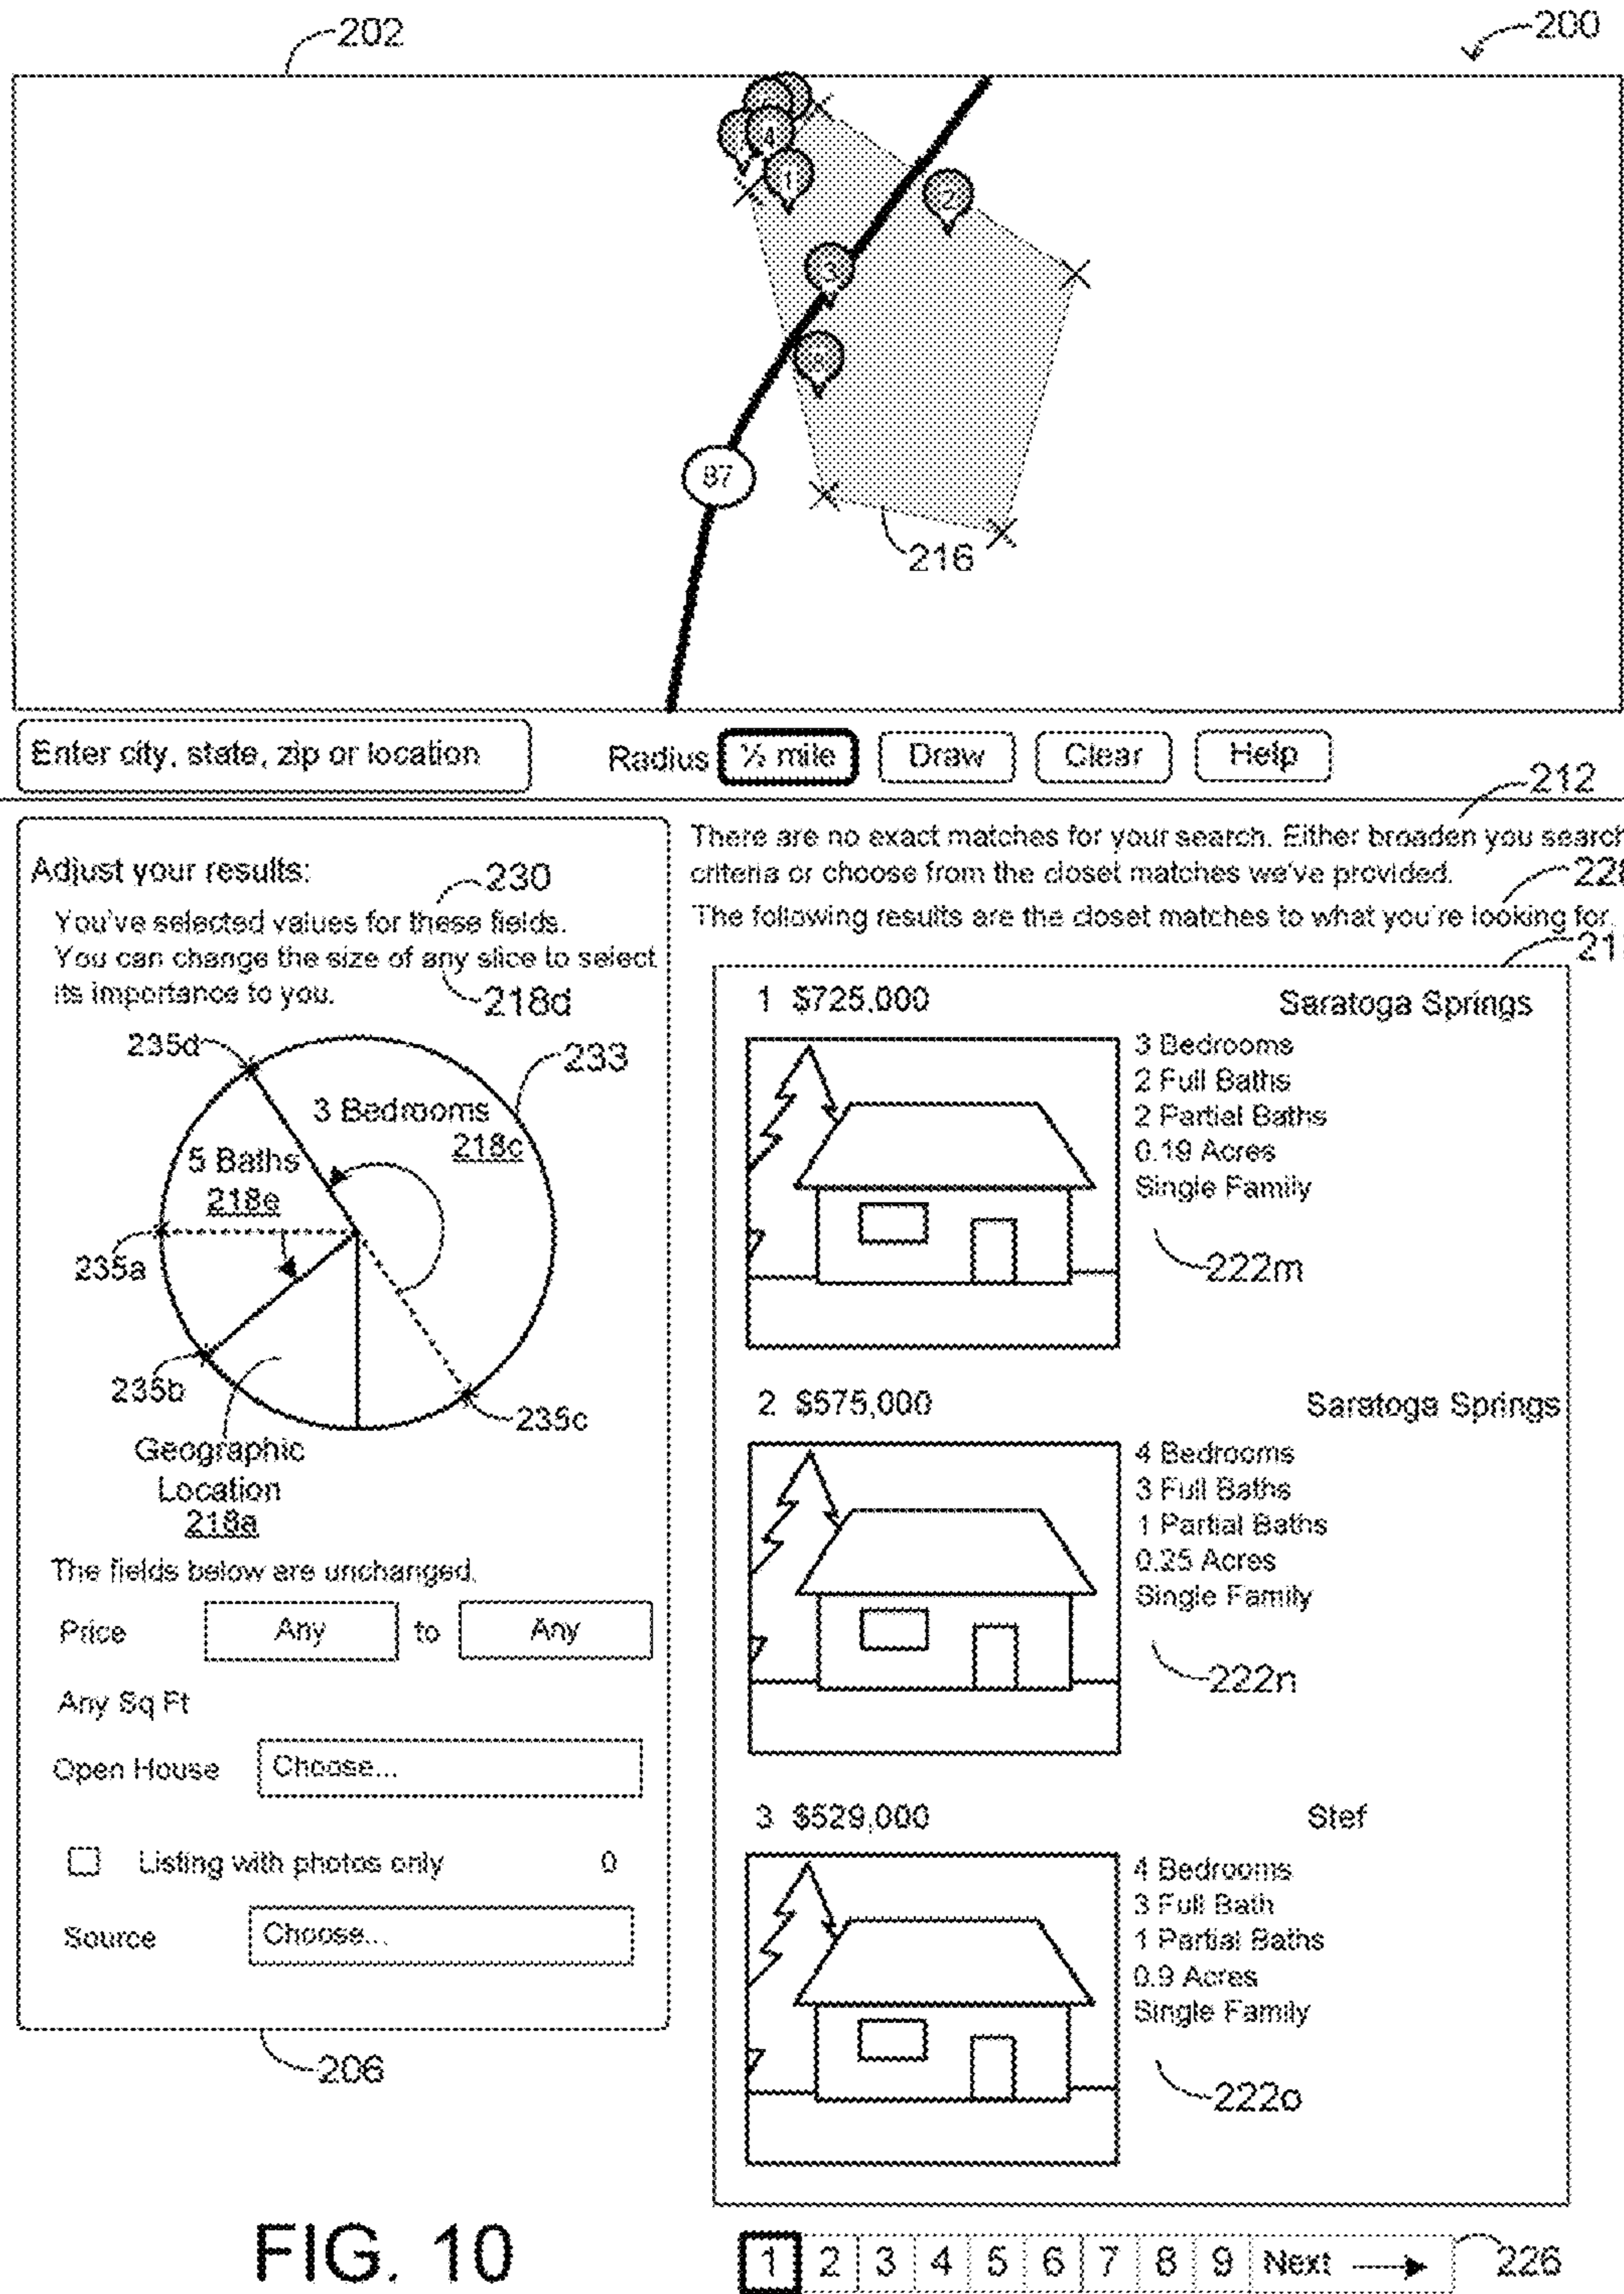 202
200
4
1
2
3
87
216
Enter city, state, zip or location
Radius
½ mile
Draw
Clear
Help
212
There are no exact matches for your search. Either broaden you search
criteria or choose from the closet matches we've provided.
The following results are the closet matches to what you're looking for.
Adjust your results:
230
You've selected values for these fields.
You can change the size of any slice to select
its importance to you.
218d
235d
233
3 Bedrooms
218c
5 Baths
218e
235a
235b
235c
Geographic
Location
218a
The fields below are unchanged.
Price
Any
to
Any
Any Sq Ft
Open House
Choose...
Listing with photos only
0
Source
Choose...
206
1 $725,000
Saratoga Springs
3 Bedrooms
2 Full Baths
2 Partial Baths
0.19 Acres
Single Family
222m
2 $575,000
Saratoga Springs
4 Bedrooms
3 Full Baths
1 Partial Baths
0.25 Acres
Single Family
222n
3 $529,000
Stef
4 Bedrooms
3 Full Bath
1 Partial Baths
0.9 Acres
Single Family
222o
FIG. 10
1 2 3 4 5 6 7 8 9 Next
226